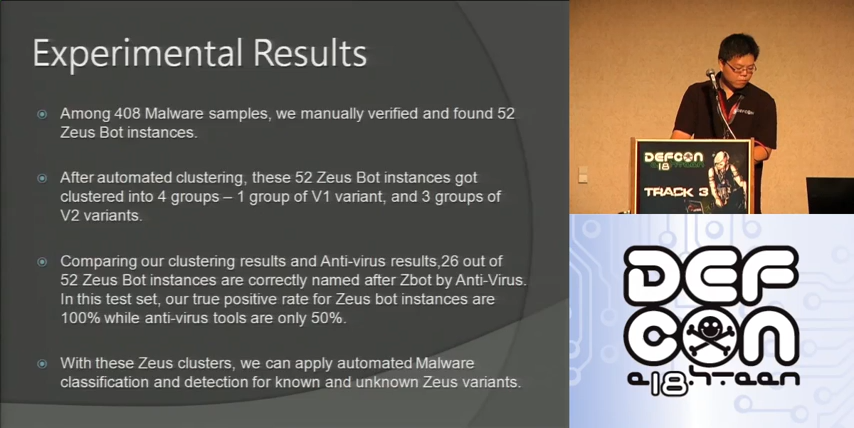 Experimental Results
Among 408 Malware samples, we manually verified and found 52
Zeus Bot instances.
After automated clustering, these 52 Zeus Bot instances got
clustered into 4 groups – 1 group of V1 variant, and 3 groups of
V2 variants.
Comparing our clustering results and Anti-virus results,26 out of
52 Zeus Bot instances are correctly named after Zbot by Anti-Virus.
In this test set, our true positive rate for Zeus bot instances are
100% while anti-virus tools are only 50%.
With these Zeus clusters, we can apply automated Malware
classification and detection for known and unknown Zeus variants.
DEFCON
18
TRACK 3
DEF
CON
18